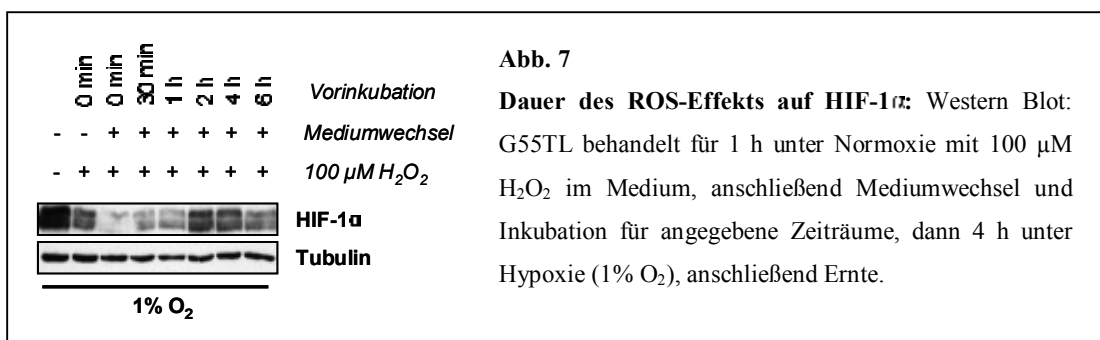 0 min 0 min 30 min 1 h 2 h 4 h 6 h Vorinkubation
- - + + + + + + Mediumwechsel
- + + + + + + + 100 µM H₂O₂
HIF-1α
Tubulin
1% O₂
Abb. 7
Dauer des ROS-Effekts auf HIF-1α: Western Blot:
G55TL behandelt für 1 h unter Normoxie mit 100 µM
H₂O₂ im Medium, anschließend Mediumwechsel und
Inkubation für angegebene Zeiträume, dann 4 h unter
Hypoxie (1% O₂), anschließend Ernte.